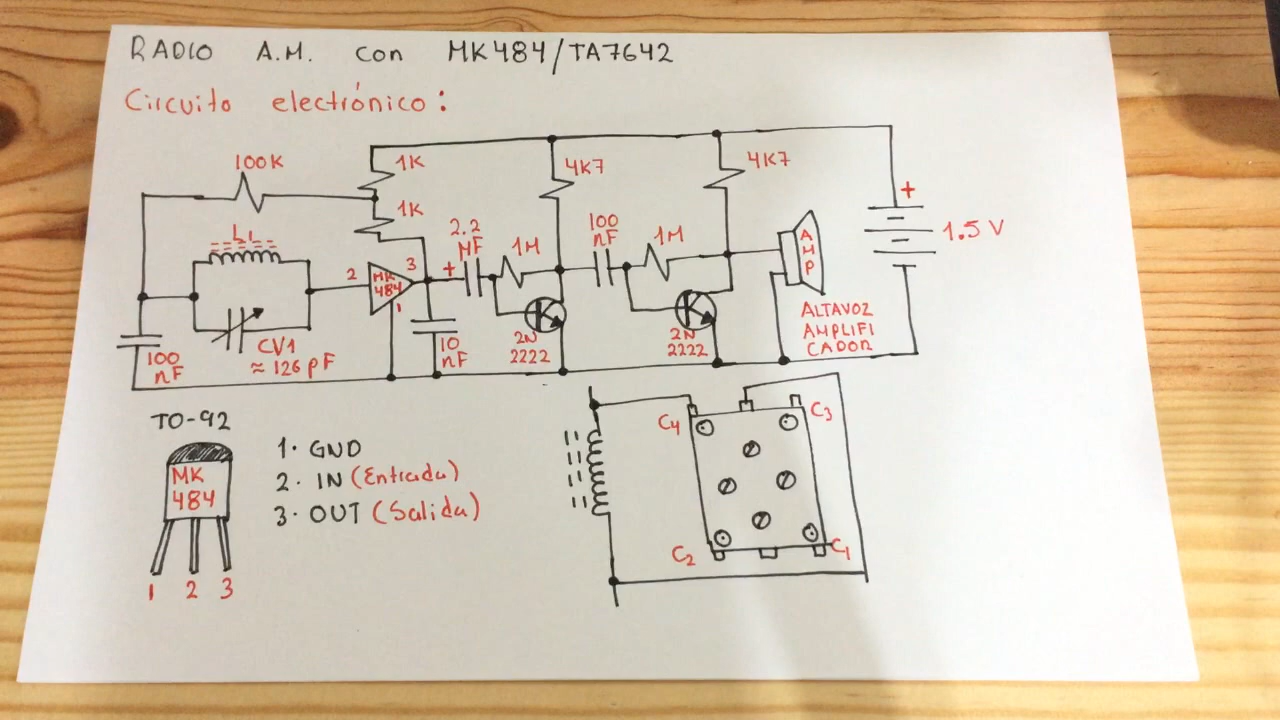 RADIO A.M. con MK484/TA7642
Circuito electrónico:
100K
1K
4K7
4K7
1K
L1
2.2
MF
1M
100
nF
1M
+
1.5 V
2
MK
484
3
1
+
AMP
100
nF
CV1
≈ 126 pF
10
nF
2N
2222
2N
2222
ALTAVOZ
AMPLIFI
CADOR
TO-92
MK
484
1 2 3
1. GND
2. IN (Entrada)
3. OUT (Salida)
C4
C3
C2
C1